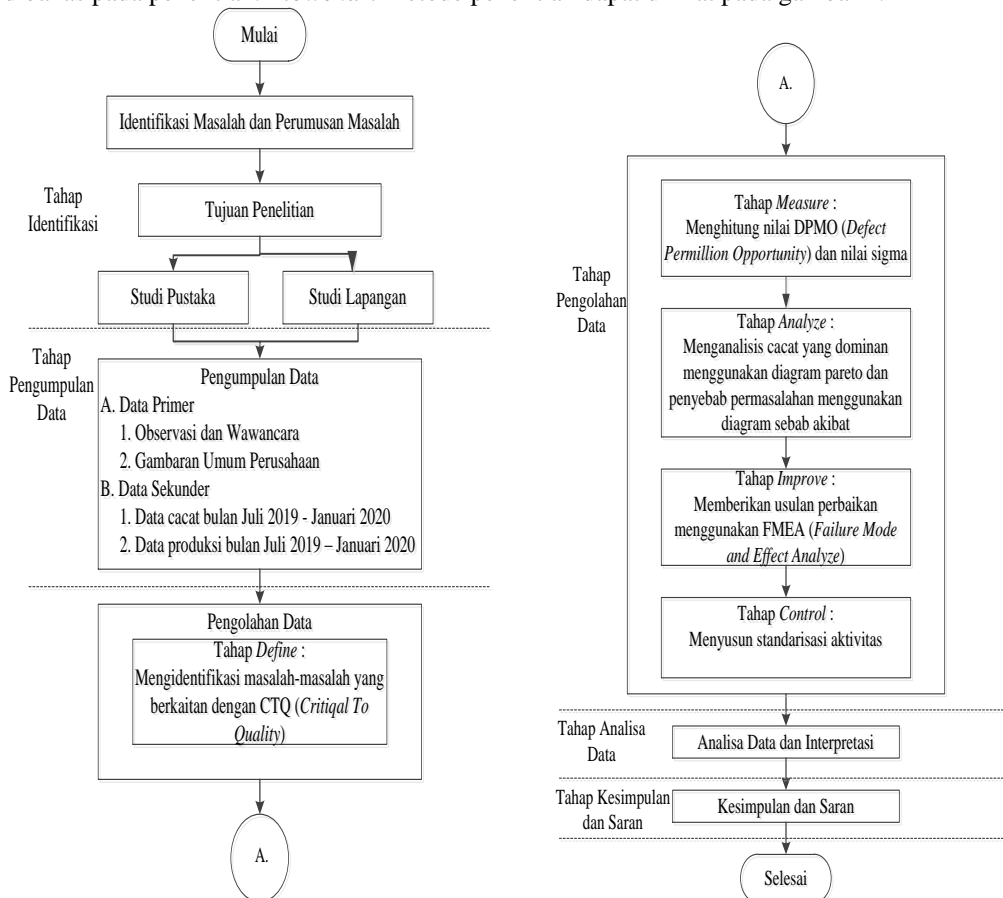 Mulai
Identifikasi Masalah dan Perumusan Masalah
Tahap
Identifikasi
Tujuan Penelitian
Studi Pustaka
Studi Lapangan
Tahap
Pengumpulan
Data
Pengumpulan Data
A. Data Primer
1. Observasi dan Wawancara
2. Gambaran Umum Perusahaan
B. Data Sekunder
1. Data cacat bulan Juli 2019 - Januari 2020
2. Data produksi bulan Juli 2019 – Januari 2020
Pengolahan Data
Tahap Define :
Mengidentifikasi masalah-masalah yang
berkaitan dengan CTQ (Critiqal To
Quality)
A.
A.
Tahap
Pengolahan
Data
Tahap Measure :
Menghitung nilai DPMO (Defect
Permillion Opportunity) dan nilai sigma
Tahap Analyze :
Menganalisis cacat yang dominan
menggunakan diagram pareto dan
penyebab permasalahan menggunakan
diagram sebab akibat
Tahap Improve :
Memberikan usulan perbaikan
menggunakan FMEA (Failure Mode
and Effect Analyze)
Tahap Control :
Menyusun standarisasi aktivitas
Tahap Analisa
Data
Analisa Data dan Interpretasi
Tahap Kesimpulan
dan Saran
Kesimpulan dan Saran
Selesai